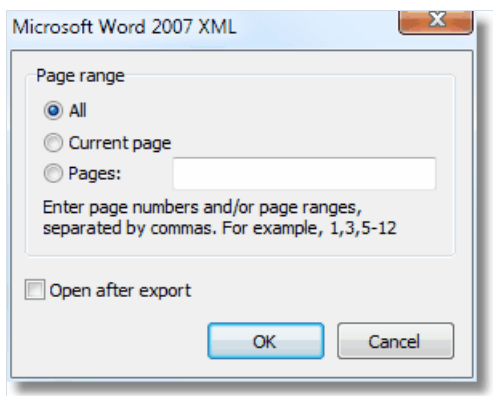 Microsoft Word 2007 XML
Page range
All
Current page
Pages:
Enter page numbers and/or page ranges,
separated by commas. For example, 1,3,5-12
Open after export
OK Cancel